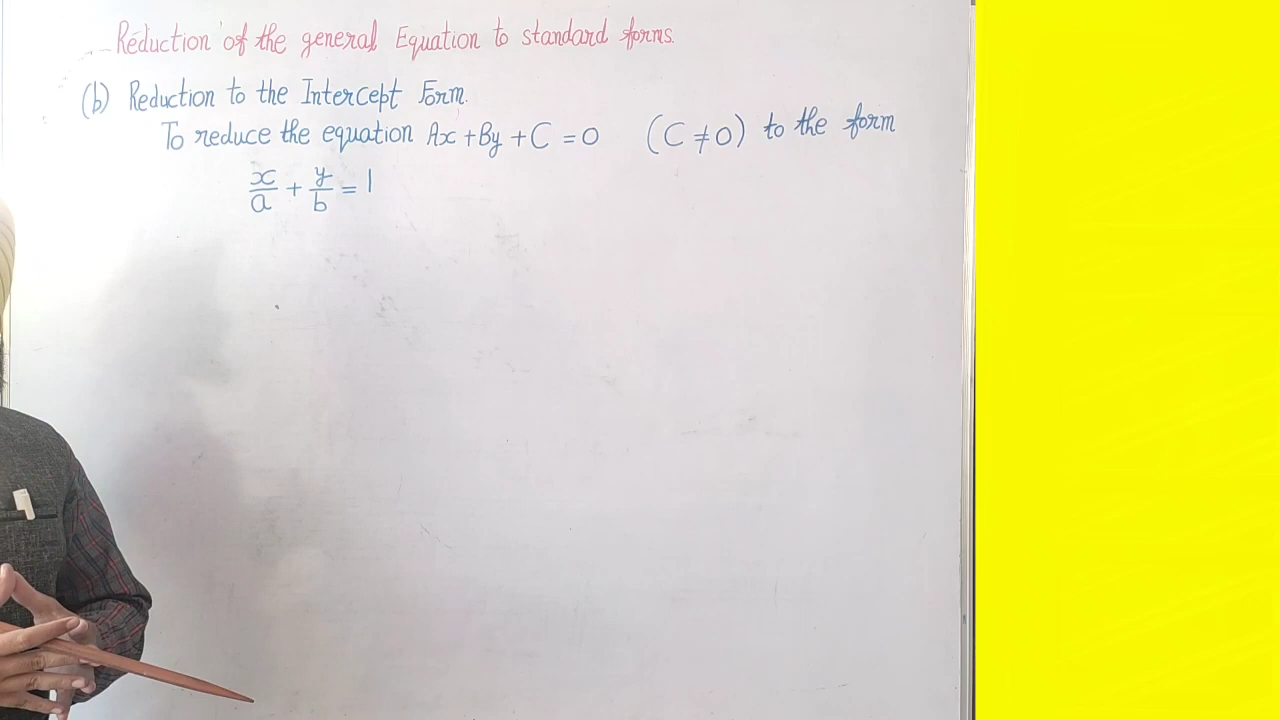 Reduction of the general Equation to standard forms.
(b) Reduction to the Intercept Form.
To reduce the equation Ax + By + C = 0 (C ≠ 0) to the form
x/a + y/b = 1